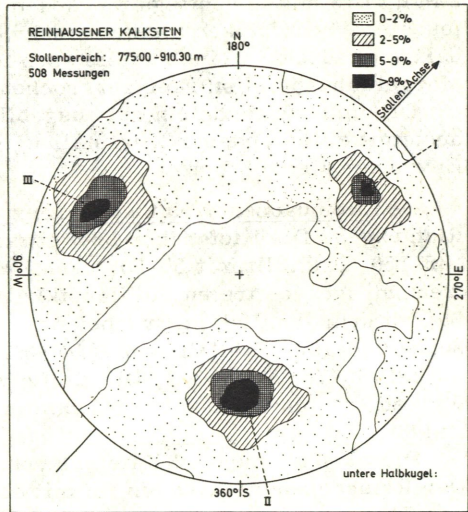 REINHAUSENER KALKSTEIN
Stollenbereich: 775.00 -910.30 m
508 Messungen
N
180°
0-2%
2-5%
5-9%
>9%
Stollen-Achse
I
III
W
90°
270°E
360°S
II
untere Halbkugel: